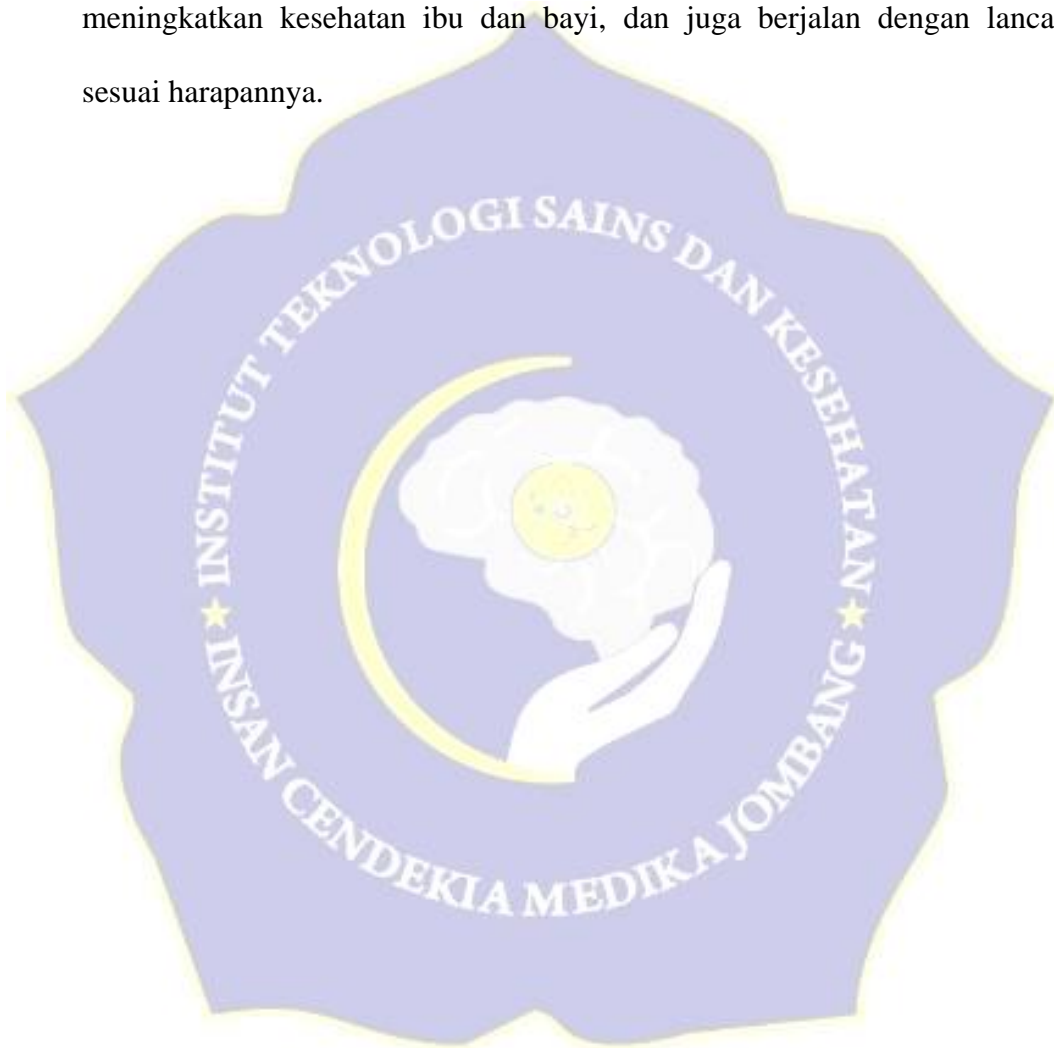 meningkatkan kesehatan ibu dan bayi, dan juga berjalan dengan lanca
sesuai harapannya.
INSTITUT TEKNOLOGI SAINS DAN KESEHATAN
★ INSAN CENDEKIA MEDIKA JOMBANG ★